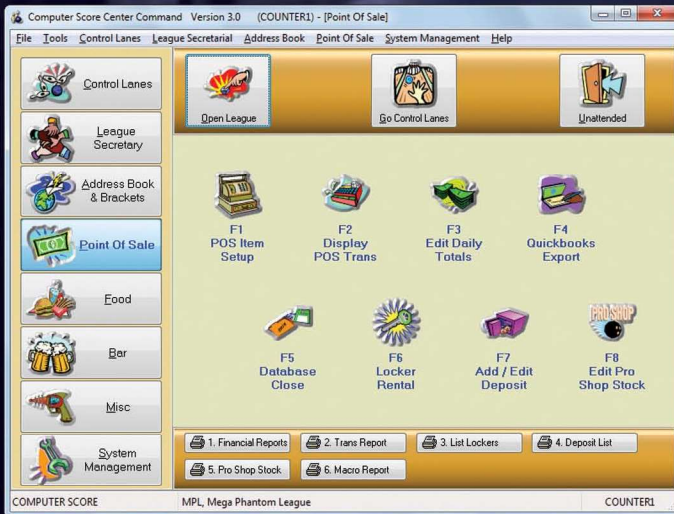 Computer Score Center Command Version 3.0 (COUNTER1) - [Point Of Sale]
File Tools Control Lanes League Secretarial Address Book Point Of Sale System Management Help
Control Lanes
League
Secretary
Address Book
& Brackets
Point Of Sale
Food
Bar
Misc
System
Management
Open League
Go Control Lanes
Unattended
F1
POS Item
Setup
F2
Display
POS Trans
F3
Edit Daily
Totals
F4
Quickbooks
Export
F5
Database
Close
F6
Locker
Rental
F7
Add / Edit
Deposit
PRO SHOP
F8
Edit Pro
Shop Stock
1. Financial Reports
2. Trans Report
3. List Lockers
4. Deposit List
5. Pro Shop Stock
6. Macro Report
COMPUTER SCORE
MPL, Mega Phantom League
COUNTER1